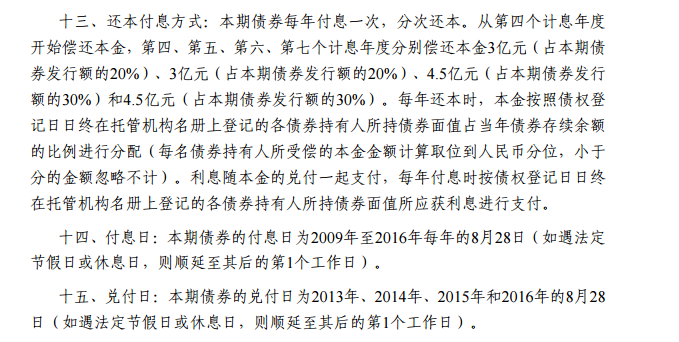 十三、还本付息方式：本期债券每年付息一次，分次还本。从第四个计息年度
开始偿还本金，第四、第五、第六、第七个计息年度分别偿还本金3亿元（占本期债
券发行额的20%）、3亿元（占本期债券发行额的20%）、4.5亿元（占本期债券发行
额的30%）和4.5亿元（占本期债券发行额的30%）。每年还本时，本金按照债权登
记日日终在托管机构名册上登记的各债券持有人所持债券面值占当年债券存续余额
的比例进行分配（每名债券持有人所受偿的本金金额计算取位到人民币分位，小于
分的金额忽略不计）。利息随本金的兑付一起支付，每年付息时按债权登记日日终
在托管机构名册上登记的各债券持有人所持债券面值所应获利息进行支付。
十四、付息日：本期债券的付息日为2009年至2016年每年的8月28日（如遇法定
节假日或休息日，则顺延至其后的第1个工作日）。
十五、兑付日：本期债券的兑付日为2013年、2014年、2015年和2016年的8月28
日（如遇法定节假日或休息日，则顺延至其后的第1个工作日）。